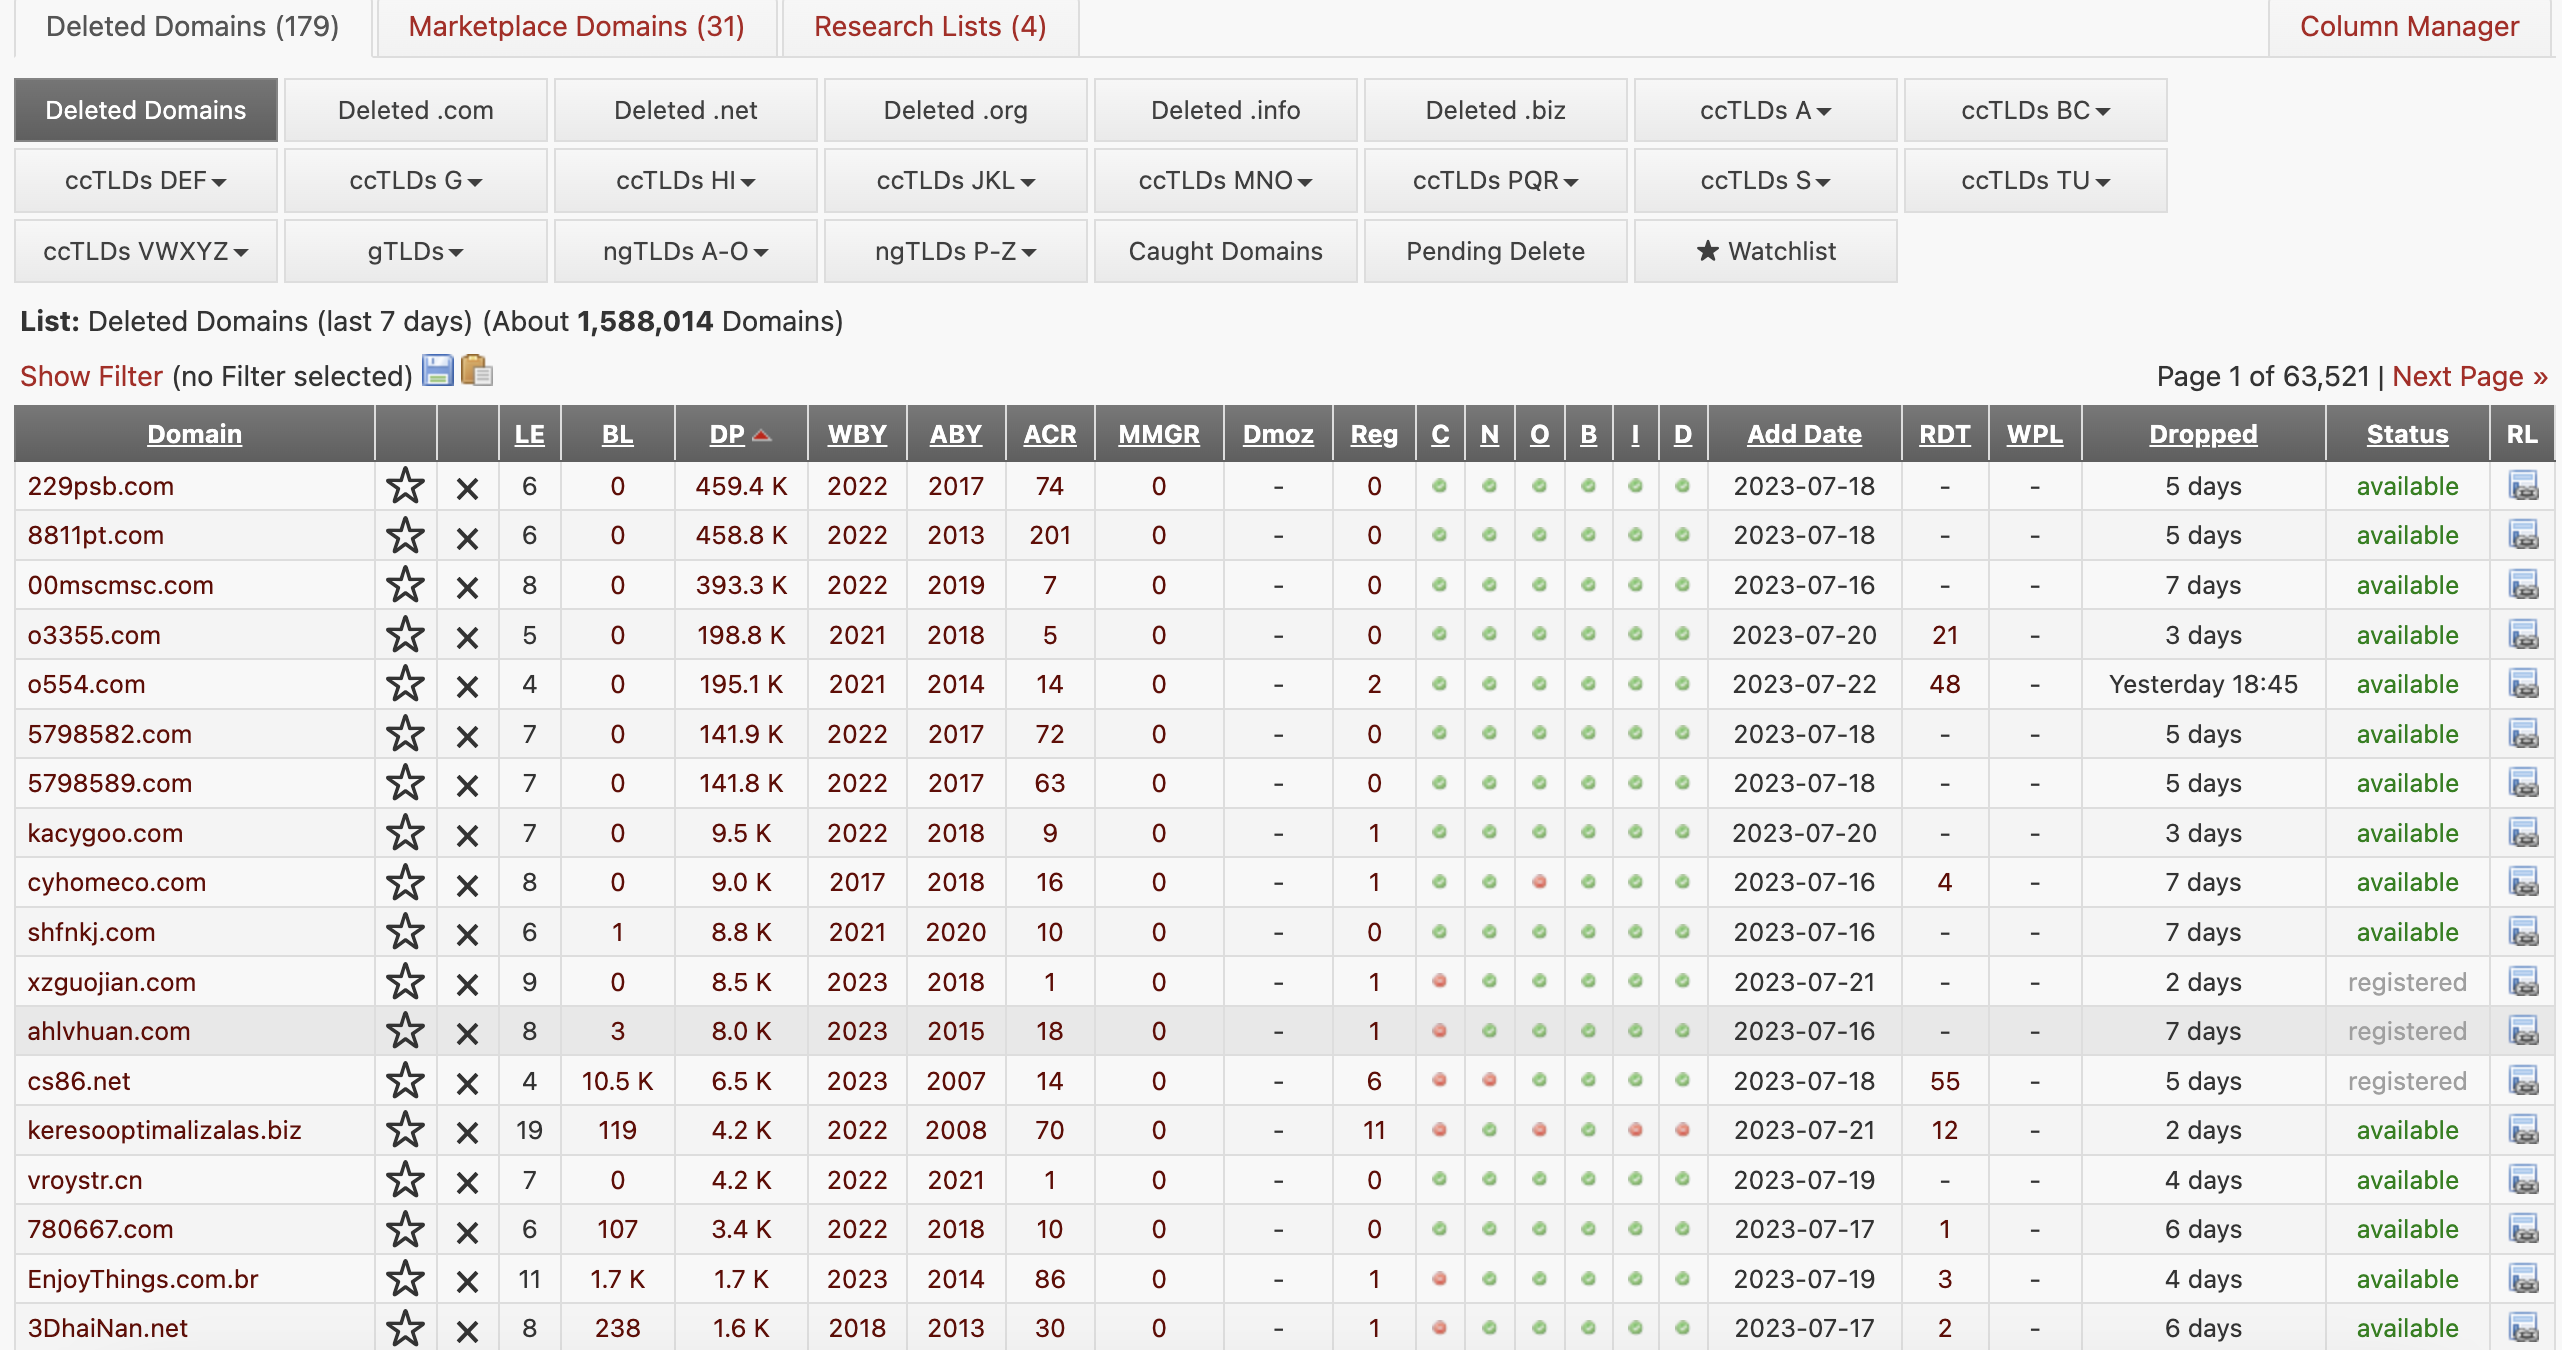 Deleted Domains (179) Marketplace Domains (31) Research Lists (4) Column Manager
Deleted Domains Deleted .com Deleted .net Deleted .org Deleted .info Deleted .biz ccTLDs A ccTLDs BC
ccTLDs DEF ccTLDs G ccTLDs HI ccTLDs JKL ccTLDs MNO ccTLDs PQR ccTLDs S ccTLDs TU
ccTLDs VWXYZ gTLDs ngTLDs A-O ngTLDs P-Z Caught Domains Pending Delete ★ Watchlist
List: Deleted Domains (last 7 days) (About 1,588,014 Domains)
Show Filter (no Filter selected) Page 1 of 63,521 | Next Page »
Domain LE BL DP WBY ABY ACR MMGR Dmoz Reg C N O B I D Add Date RDT WPL Dropped Status RL
229psb.com 6 0 459.4 K 2022 2017 74 0 - 0 2023-07-18 - - 5 days available
8811pt.com 6 0 458.8 K 2022 2013 201 0 - 0 2023-07-18 - - 5 days available
00mscmsc.com 8 0 393.3 K 2022 2019 7 0 - 0 2023-07-16 - - 7 days available
o3355.com 5 0 198.8 K 2021 2018 5 0 - 0 2023-07-20 21 - 3 days available
o554.com 4 0 195.1 K 2021 2014 14 0 - 2 2023-07-22 48 - Yesterday 18:45 available
5798582.com 7 0 141.9 K 2022 2017 72 0 - 0 2023-07-18 - - 5 days available
5798589.com 7 0 141.8 K 2022 2017 63 0 - 0 2023-07-18 - - 5 days available
kacygoo.com 7 0 9.5 K 2022 2018 9 0 - 1 2023-07-20 - - 3 days available
cyhomeco.com 8 0 9.0 K 2017 2018 16 0 - 1 2023-07-16 4 - 7 days available
shfnkj.com 6 1 8.8 K 2021 2020 10 0 - 0 2023-07-16 - - 7 days available
xzguojian.com 9 0 8.5 K 2023 2018 1 0 - 1 2023-07-21 - - 2 days registered
ahlvhuan.com 8 3 8.0 K 2023 2015 18 0 - 1 2023-07-16 - - 7 days registered
cs86.net 4 10.5 K 6.5 K 2023 2007 14 0 - 6 2023-07-18 55 - 5 days registered
keresooptimalizalas.biz 19 119 4.2 K 2022 2008 70 0 - 11 2023-07-21 12 - 2 days available
vroystr.cn 7 0 4.2 K 2022 2021 1 0 - 0 2023-07-19 - - 4 days available
780667.com 6 107 3.4 K 2022 2018 10 0 - 0 2023-07-17 1 - 6 days available
EnjoyThings.com.br 11 1.7 K 1.7 K 2023 2014 86 0 - 1 2023-07-19 3 - 4 days available
3DhaiNan.net 8 238 1.6 K 2018 2013 30 0 - 1 2023-07-17 2 - 6 days available